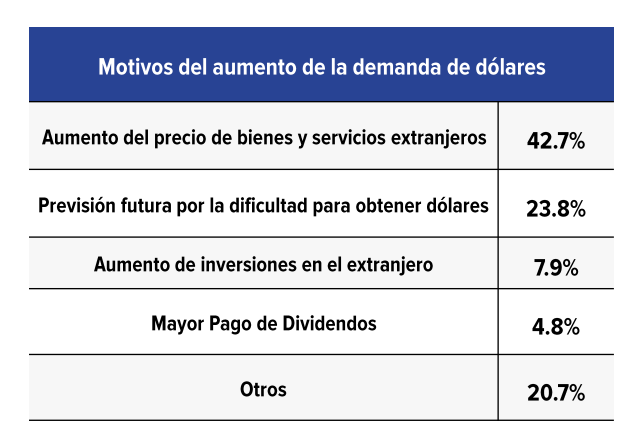 Motivos del aumento de la demanda de dólares
Aumento del precio de bienes y servicios extranjeros 42.7%
Previsión futura por la dificultad para obtener dólares 23.8%
Aumento de inversiones en el extranjero 7.9%
Mayor Pago de Dividendos 4.8%
Otros 20.7%